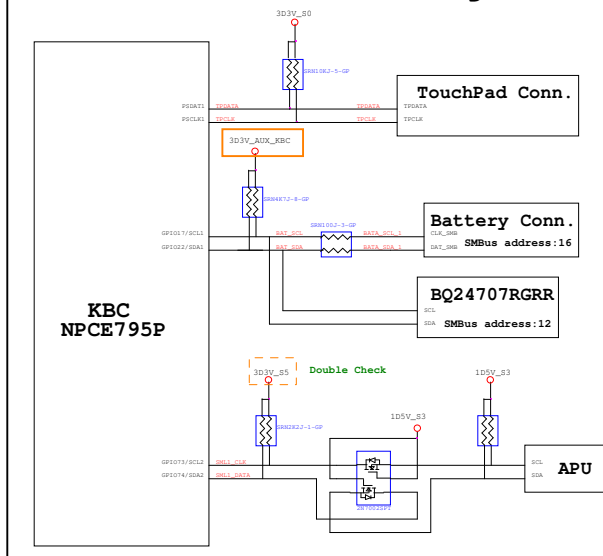 3D3V_S0
SRN10KJ-5-GP
TouchPad Conn.
PSDAT1 TPDATA TPDATA TPDATA
PSCLK1 TPCLK TPCLK TPCLK
3D3V_AUX_KBC
SRN4K7J-8-GP
SRN100J-3-GP
Battery Conn.
GPIO17/SCL1 BAT_SCL BATA_SCL_1 CLK_SMB
GPIO22/SDA1 BAT_SDA BATA_SDA_1 DAT_SMB
SMBus address:16
BQ24707RGRR
KBC
NPCE795P
SCL
SDA SMBus address:12
3D3V_S5 Double Check 1D5V_S3
1D5V_S3
SRN2K2J-1-GP
GPIO73/SCL2 SML1_CLK SCL
GPIO74/SDA2 SML1_DATA SDA
APU
2N7002SPT